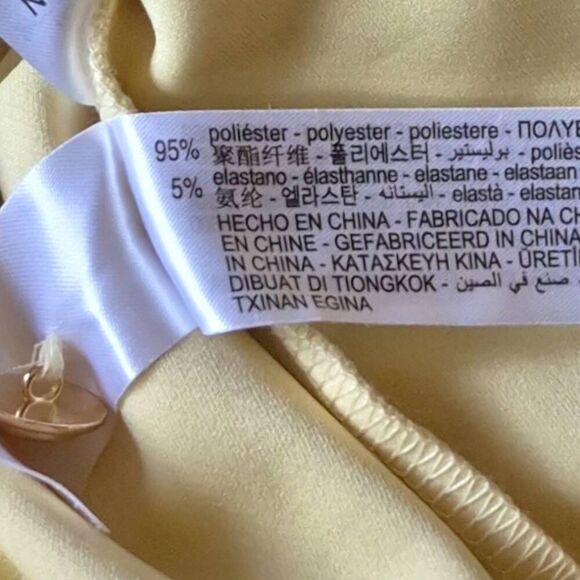 poliéster - polyester - poliestere - ΠΟΛΥΕ
95% 聚酯纤维 - 폴리에스터 - بوليستير - poliès
elastano - élasthanne - elastane - elastaan
5% 氨纶 - 엘라스탄 - اليستانه - elastà - elastan
HECHO EN CHINA - FABRICADO NA CH
EN CHINE - GEFABRICEERD IN CHINA
IN CHINA - ΚΑΤΑΣΚΕΥΗ ΚΙΝΑ - ÜRETİ
DIBUAT DI TIONGKOK - صنع في الصين
TXINAN EGINA